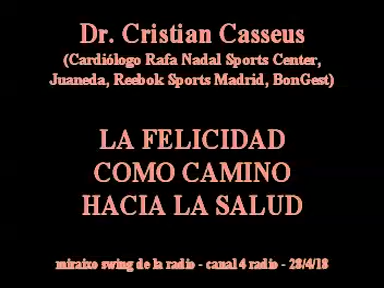 Dr. Cristian Casseus
(Cardiólogo Rafa Nadal Sports Center,
Juaneda, Reebok Sports Madrid, BonGest)
LA FELICIDAD
COMO CAMINO
HACIA LA SALUD
miraixo swing de la radio - canal 4 radio - 28/4/18